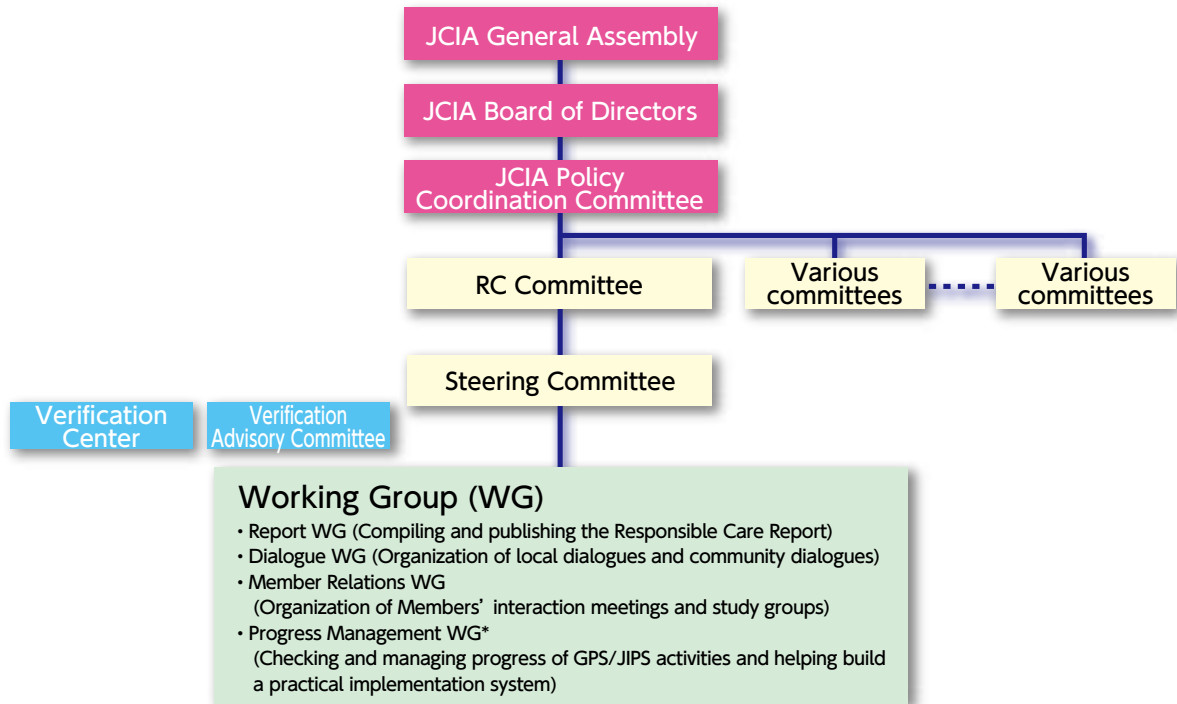 JCIA General Assembly
JCIA Board of Directors
JCIA Policy
Coordination Committee
RC Committee
Various
committees
Various
committees
Steering Committee
Verification
Center
Verification
Advisory Committee
Working Group (WG)
・Report WG (Compiling and publishing the Responsible Care Report)
・Dialogue WG (Organization of local dialogues and community dialogues)
・Member Relations WG
(Organization of Members’ interaction meetings and study groups)
・Progress Management WG*
(Checking and managing progress of GPS/JIPS activities and helping build
a practical implementation system)